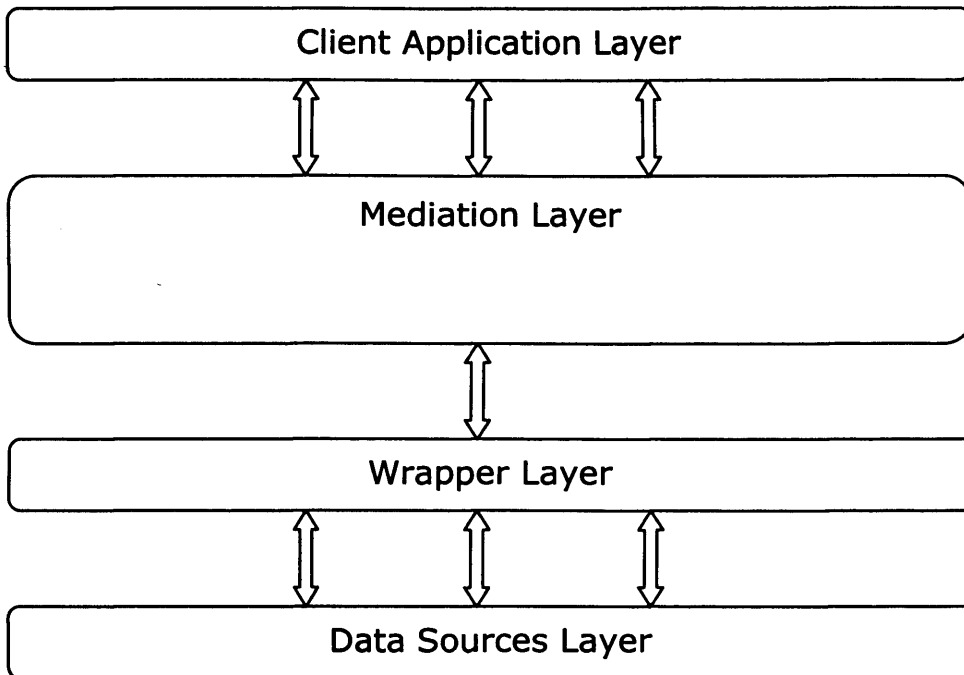 Client Application Layer
Mediation Layer
Wrapper Layer
Data Sources Layer